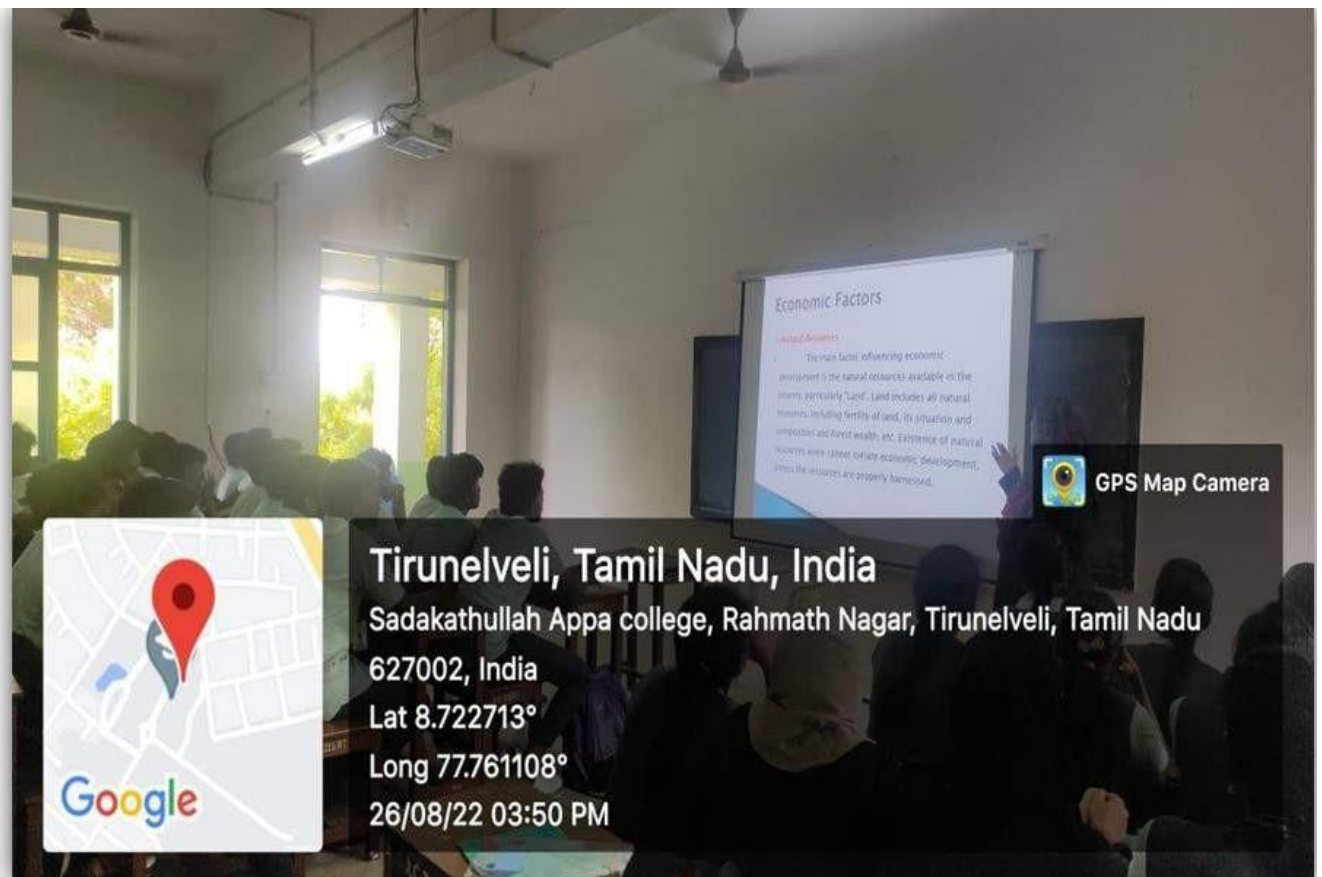 Economic Factors
Natural Resources
The main factor influencing economic
development is the natural resources available in the
country, particularly "Land". Land includes all natural
resources, including fertility of land, its situation and
composition and Forest wealth, etc. Existence of natural
resources alone cannot initiate economic development,
unless the resources are properly harnessed.
GPS Map Camera
Tirunelveli, Tamil Nadu, India
Sadakathullah Appa college, Rahmath Nagar, Tirunelveli, Tamil Nadu
627002, India
Lat 8.722713°
Long 77.761108°
26/08/22 03:50 PM
Google